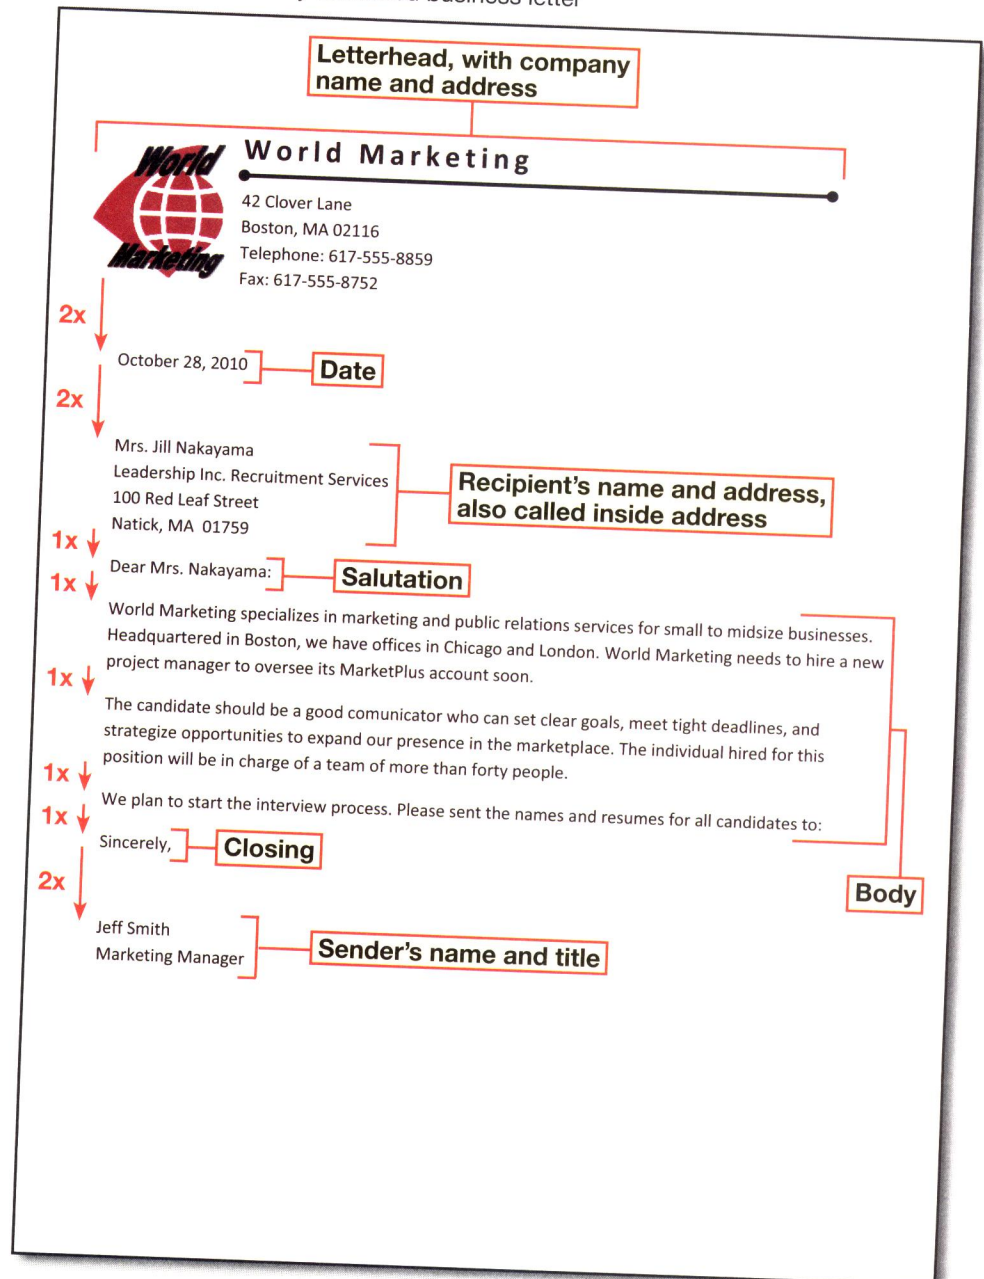 business letter
Letterhead, with company
name and address
World
Marketing
World Marketing
42 Clover Lane
Boston, MA 02116
Telephone: 617-555-8859
Fax: 617-555-8752
2x
October 28, 2010
Date
2x
Mrs. Jill Nakayama
Leadership Inc. Recruitment Services
100 Red Leaf Street
Natick, MA 01759
Recipient's name and address,
also called inside address
1x
Dear Mrs. Nakayama:
Salutation
1x
World Marketing specializes in marketing and public relations services for small to midsize businesses.
Headquartered in Boston, we have offices in Chicago and London. World Marketing needs to hire a new
project manager to oversee its MarketPlus account soon.
1x
The candidate should be a good comunicator who can set clear goals, meet tight deadlines, and
strategize opportunities to expand our presence in the marketplace. The individual hired for this
position will be in charge of a team of more than forty people.
1x
We plan to start the interview process. Please sent the names and resumes for all candidates to:
1x
Sincerely,
Closing
Body
2x
Jeff Smith
Marketing Manager
Sender's name and title